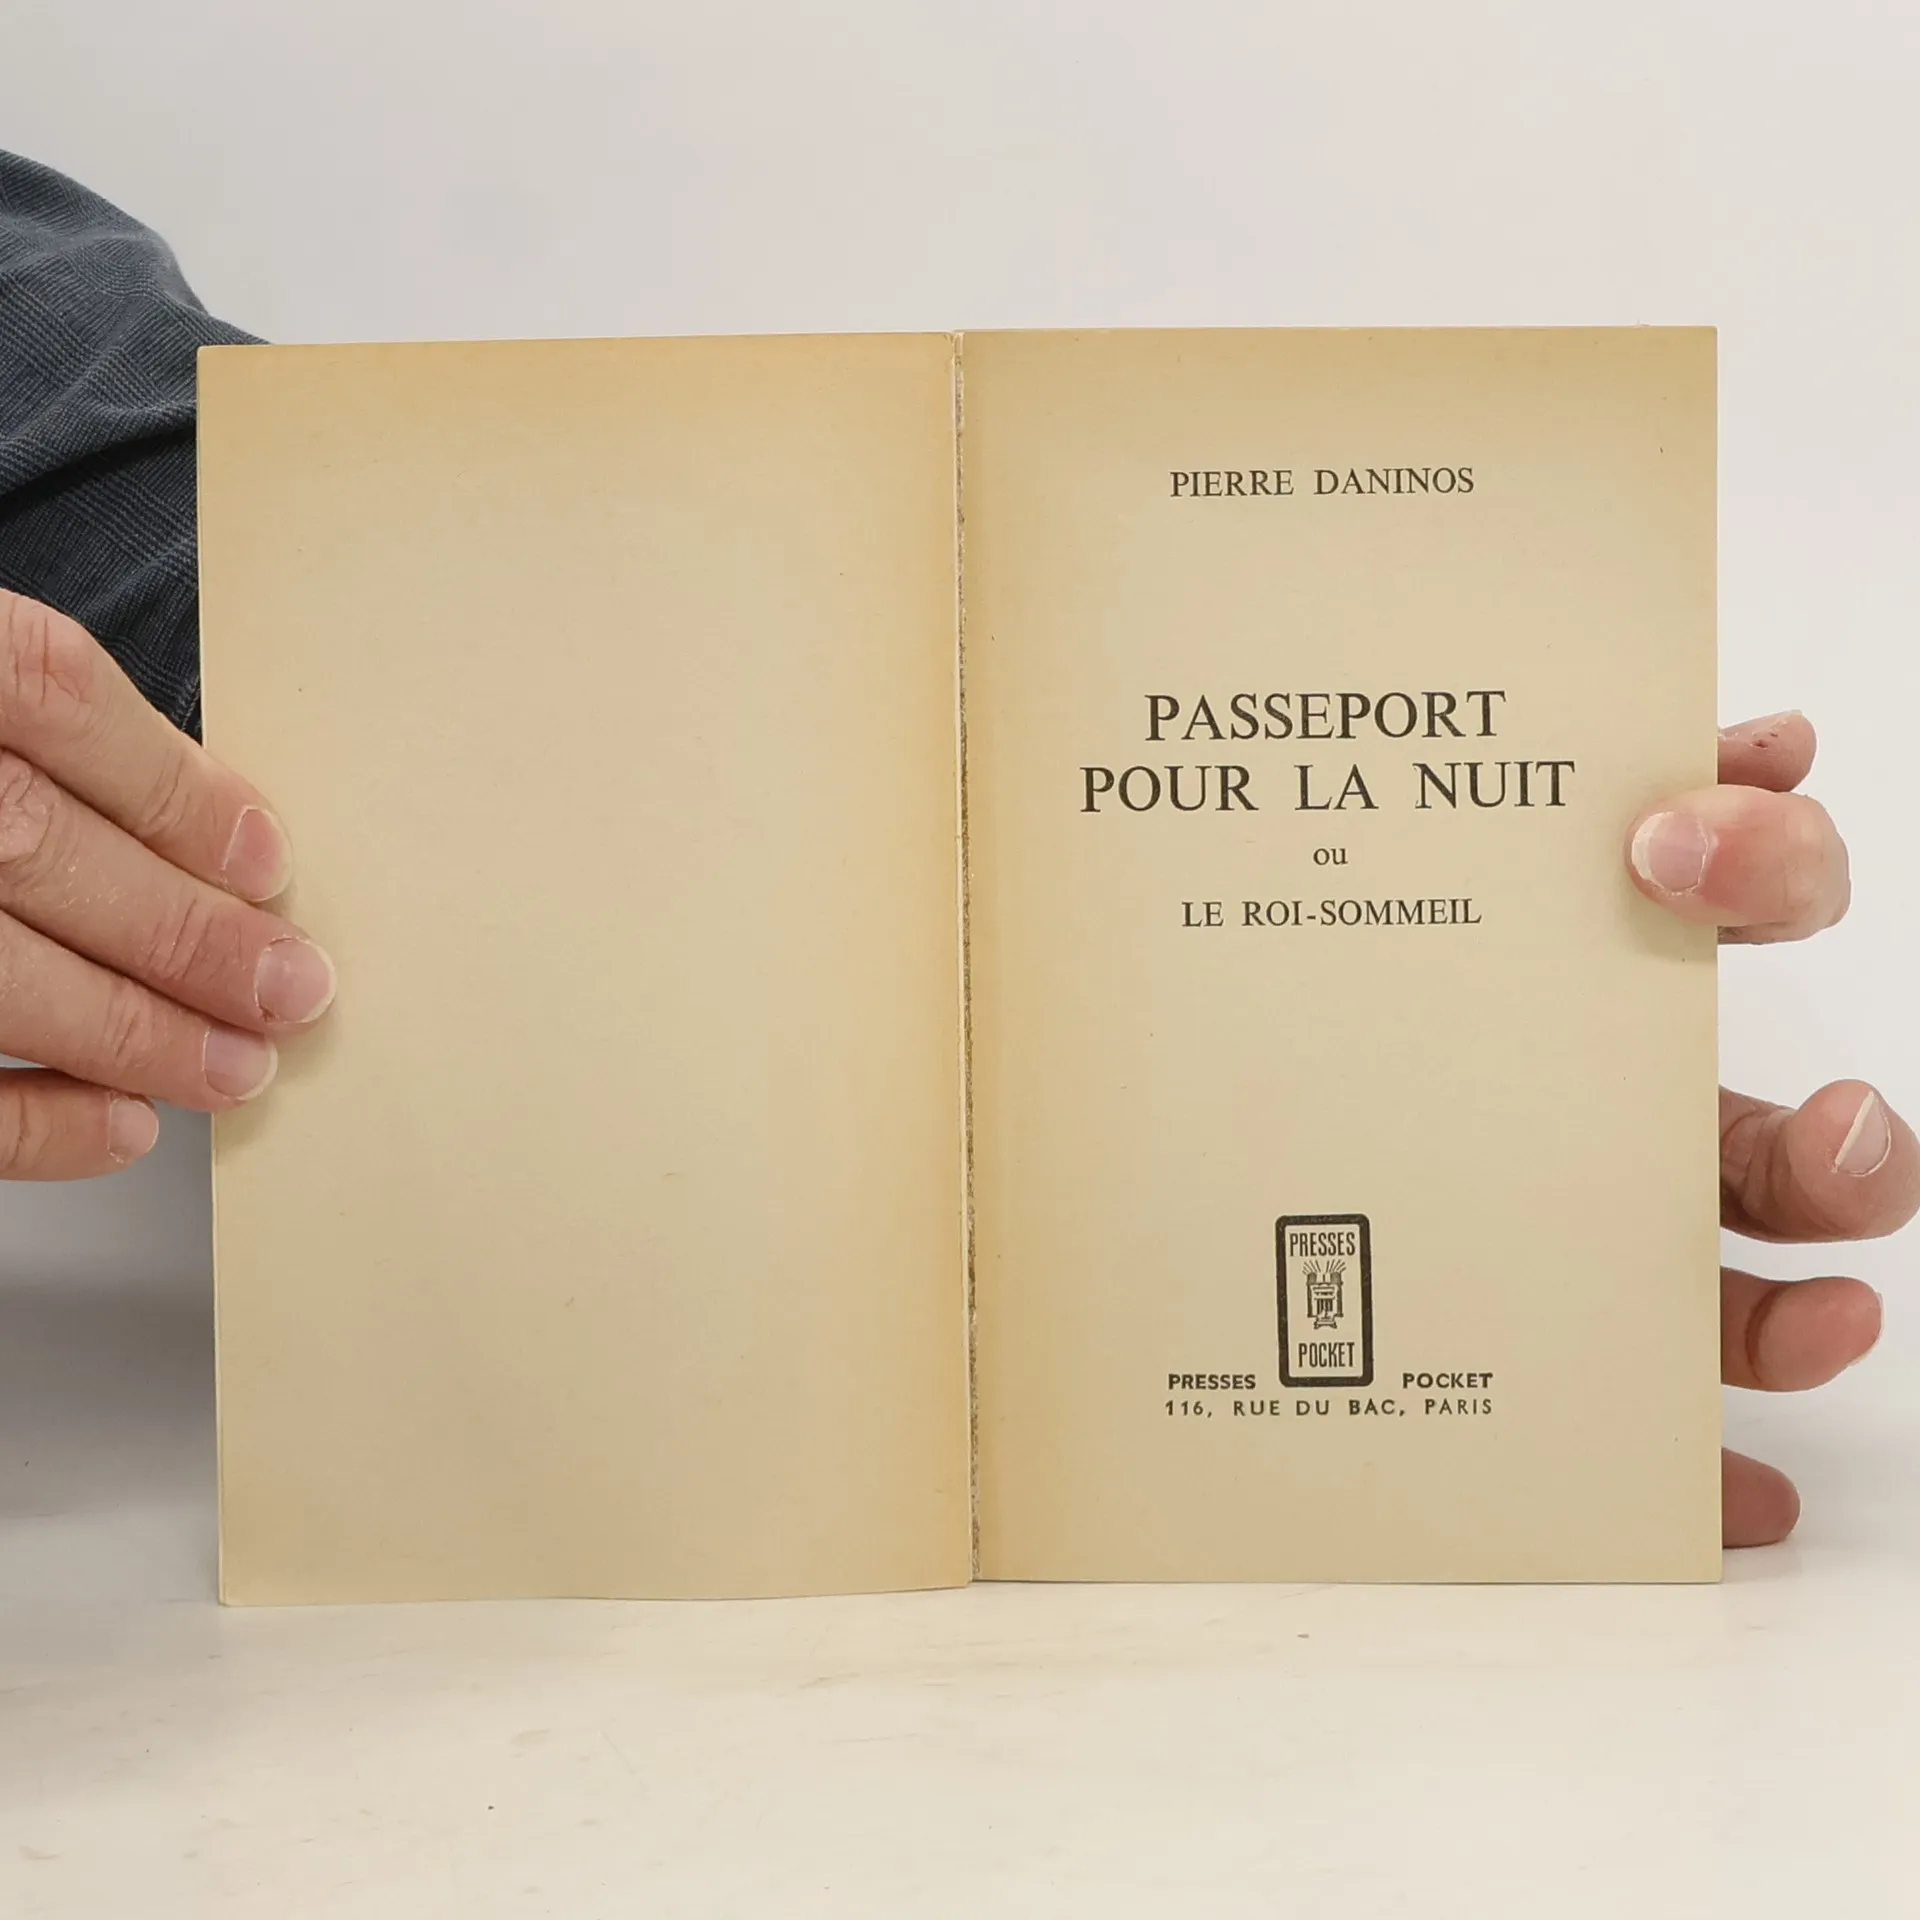 PIERRE DANINOS
PASSEPORT
POUR LA NUIT
ou
LE ROI-SOMMEIL
PRESSES
POCKET
PRESSES POCKET
116, RUE DU BAC, PARIS